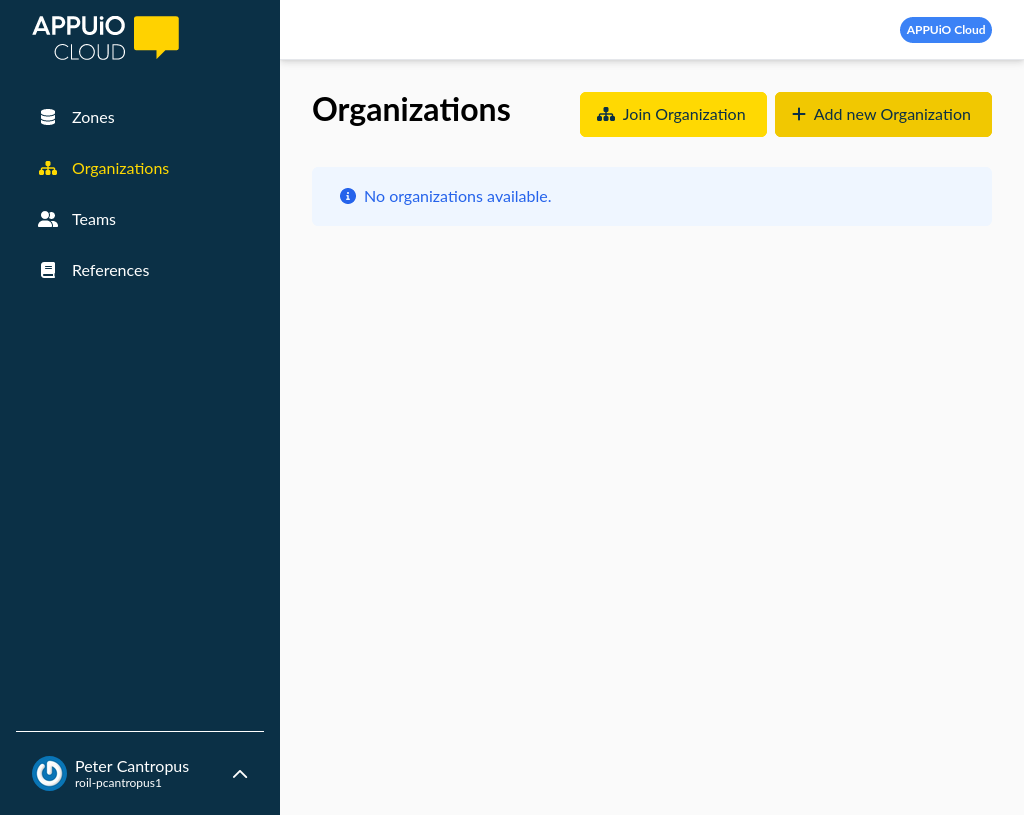 APPUiO
CLOUD
APPUiO Cloud
Zones
Organizations
Teams
References
Organizations
Join Organization
Add new Organization
No organizations available.
Peter Cantropus
roil-pcantropus1